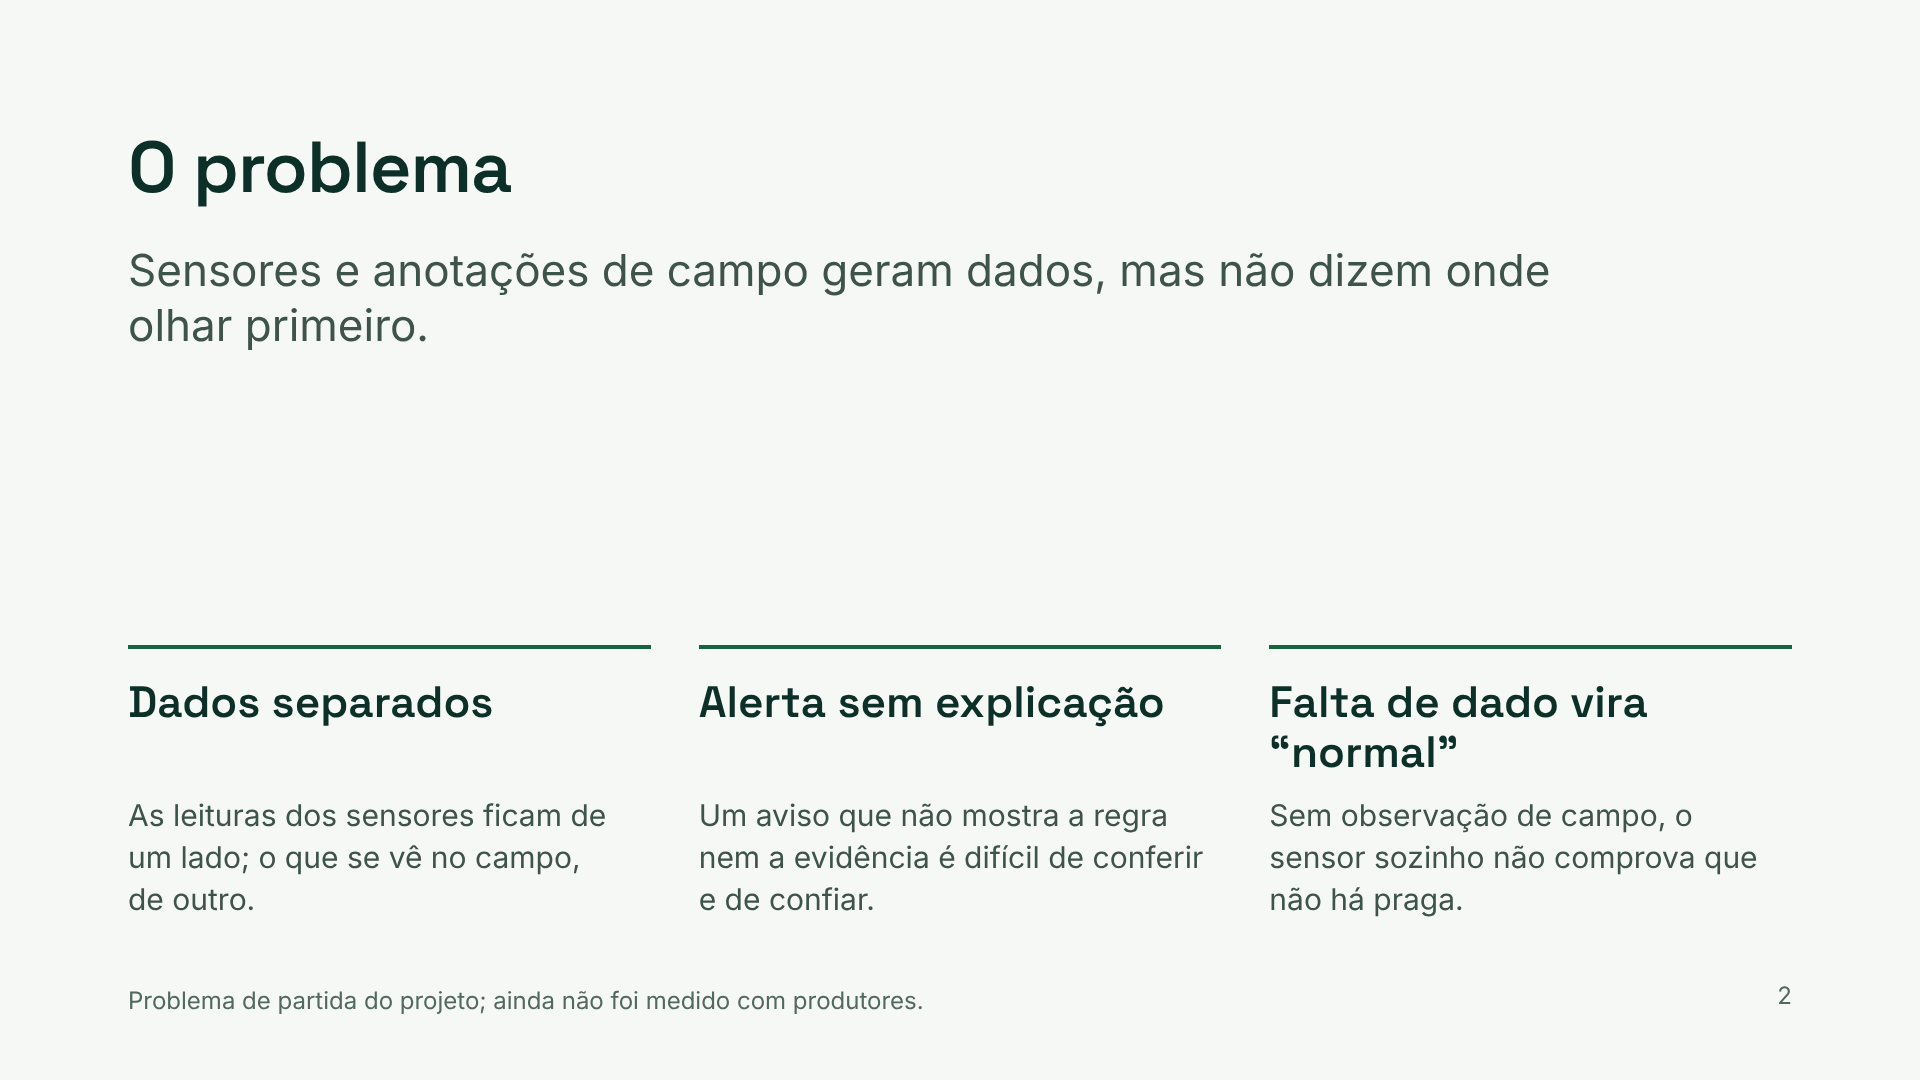 O problema
Sensores e anotações de campo geram dados, mas não dizem onde
olhar primeiro.
Dados separados
As leituras dos sensores ficam de
um lado; o que se vê no campo,
de outro.
Alerta sem explicação
Um aviso que não mostra a regra
nem a evidência é difícil de conferir
e de confiar.
Falta de dado vira
“normal”
Sem observação de campo, o
sensor sozinho não comprova que
não há praga.
Problema de partida do projeto; ainda não foi medido com produtores.
2